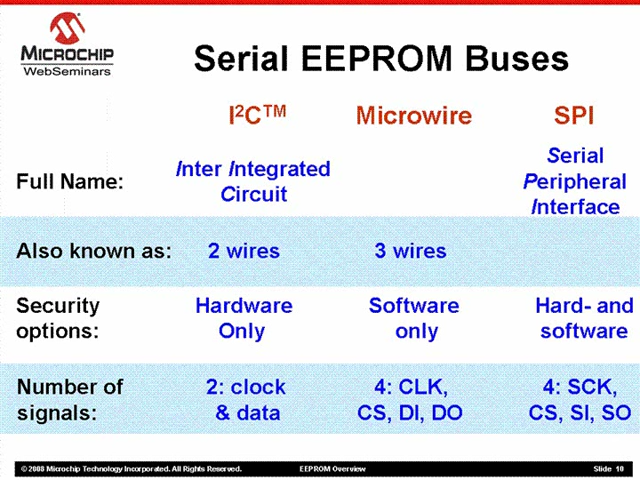 MICROCHIP
WebSeminars
Serial EEPROM Buses
I²C™ Microwire SPI
Full Name: Inter Integrated Circuit Serial Peripheral Interface
Also known as: 2 wires 3 wires
Security options: Hardware Only Software only Hard- and software
Number of signals: 2: clock & data 4: CLK, CS, DI, DO 4: SCK, CS, SI, SO
© 2008 Microchip Technology Incorporated. All Rights Reserved. EEPROM Overview Slide 10